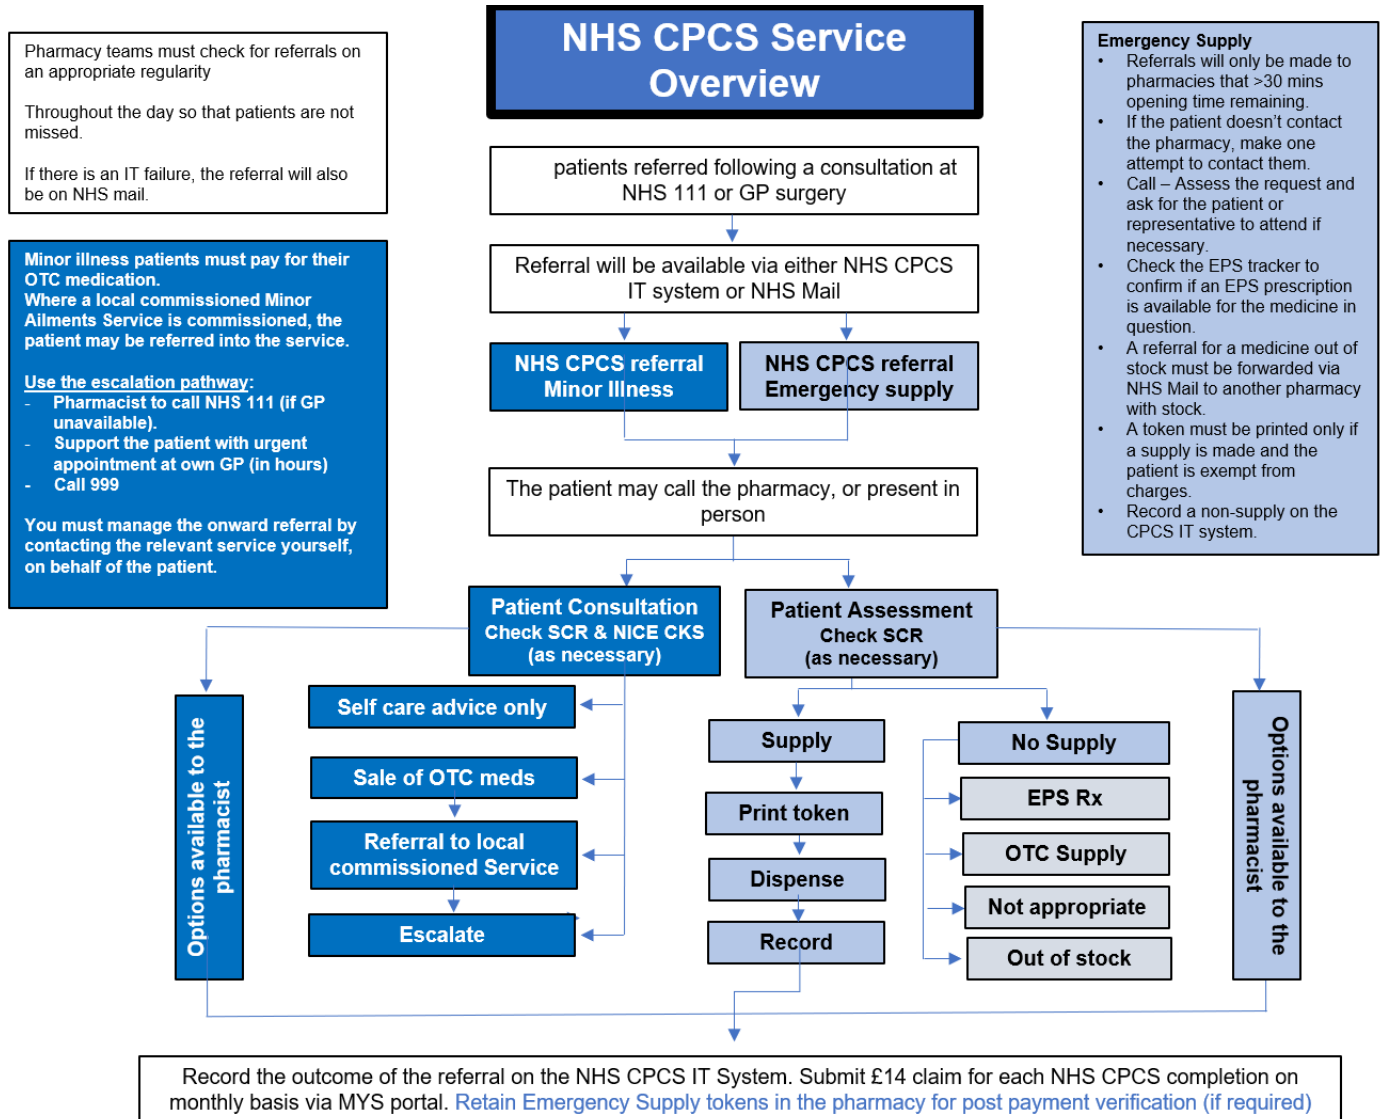 NHS CPCS Service
Overview
Pharmacy teams must check for referrals on
an appropriate regularity
Throughout the day so that patients are not
missed.
If there is an IT failure, the referral will also
be on NHS mail.
Minor illness patients must pay for their
OTC medication.
Where a local commissioned Minor
Ailments Service is commissioned, the
patient may be referred into the service.
Use the escalation pathway:
- Pharmacist to call NHS 111 (if GP
unavailable).
- Support the patient with urgent
appointment at own GP (in hours)
- Call 999
You must manage the onward referral by
contacting the relevant service yourself,
on behalf of the patient.
patients referred following a consultation at
NHS 111 or GP surgery
Referral will be available via either NHS CPCS
IT system or NHS Mail
NHS CPCS referral
Minor Illness
NHS CPCS referral
Emergency supply
The patient may call the pharmacy, or present in
person
Emergency Supply
• Referrals will only be made to
pharmacies that >30 mins
opening time remaining.
• If the patient doesn't contact
the pharmacy, make one
attempt to contact them.
• Call – Assess the request and
ask for the patient or
representative to attend if
necessary.
• Check the EPS tracker to
confirm if an EPS prescription
is available for the medicine in
question.
• A referral for a medicine out of
stock must be forwarded via
NHS Mail to another pharmacy
with stock.
• A token must be printed only if
a supply is made and the
patient is exempt from
charges.
• Record a non-supply on the
CPCS IT system.
Patient Consultation
Check SCR & NICE CKS
(as necessary)
Patient Assessment
Check SCR
(as necessary)
Options available to the
pharmacist
Self care advice only
Sale of OTC meds
Referral to local
commissioned Service
Escalate
Supply
Print token
Dispense
Record
No Supply
EPS Rx
OTC Supply
Not appropriate
Out of stock
Options available to the
pharmacist
Record the outcome of the referral on the NHS CPCS IT System. Submit £14 claim for each NHS CPCS completion on
monthly basis via MYS portal. Retain Emergency Supply tokens in the pharmacy for post payment verification (if required)